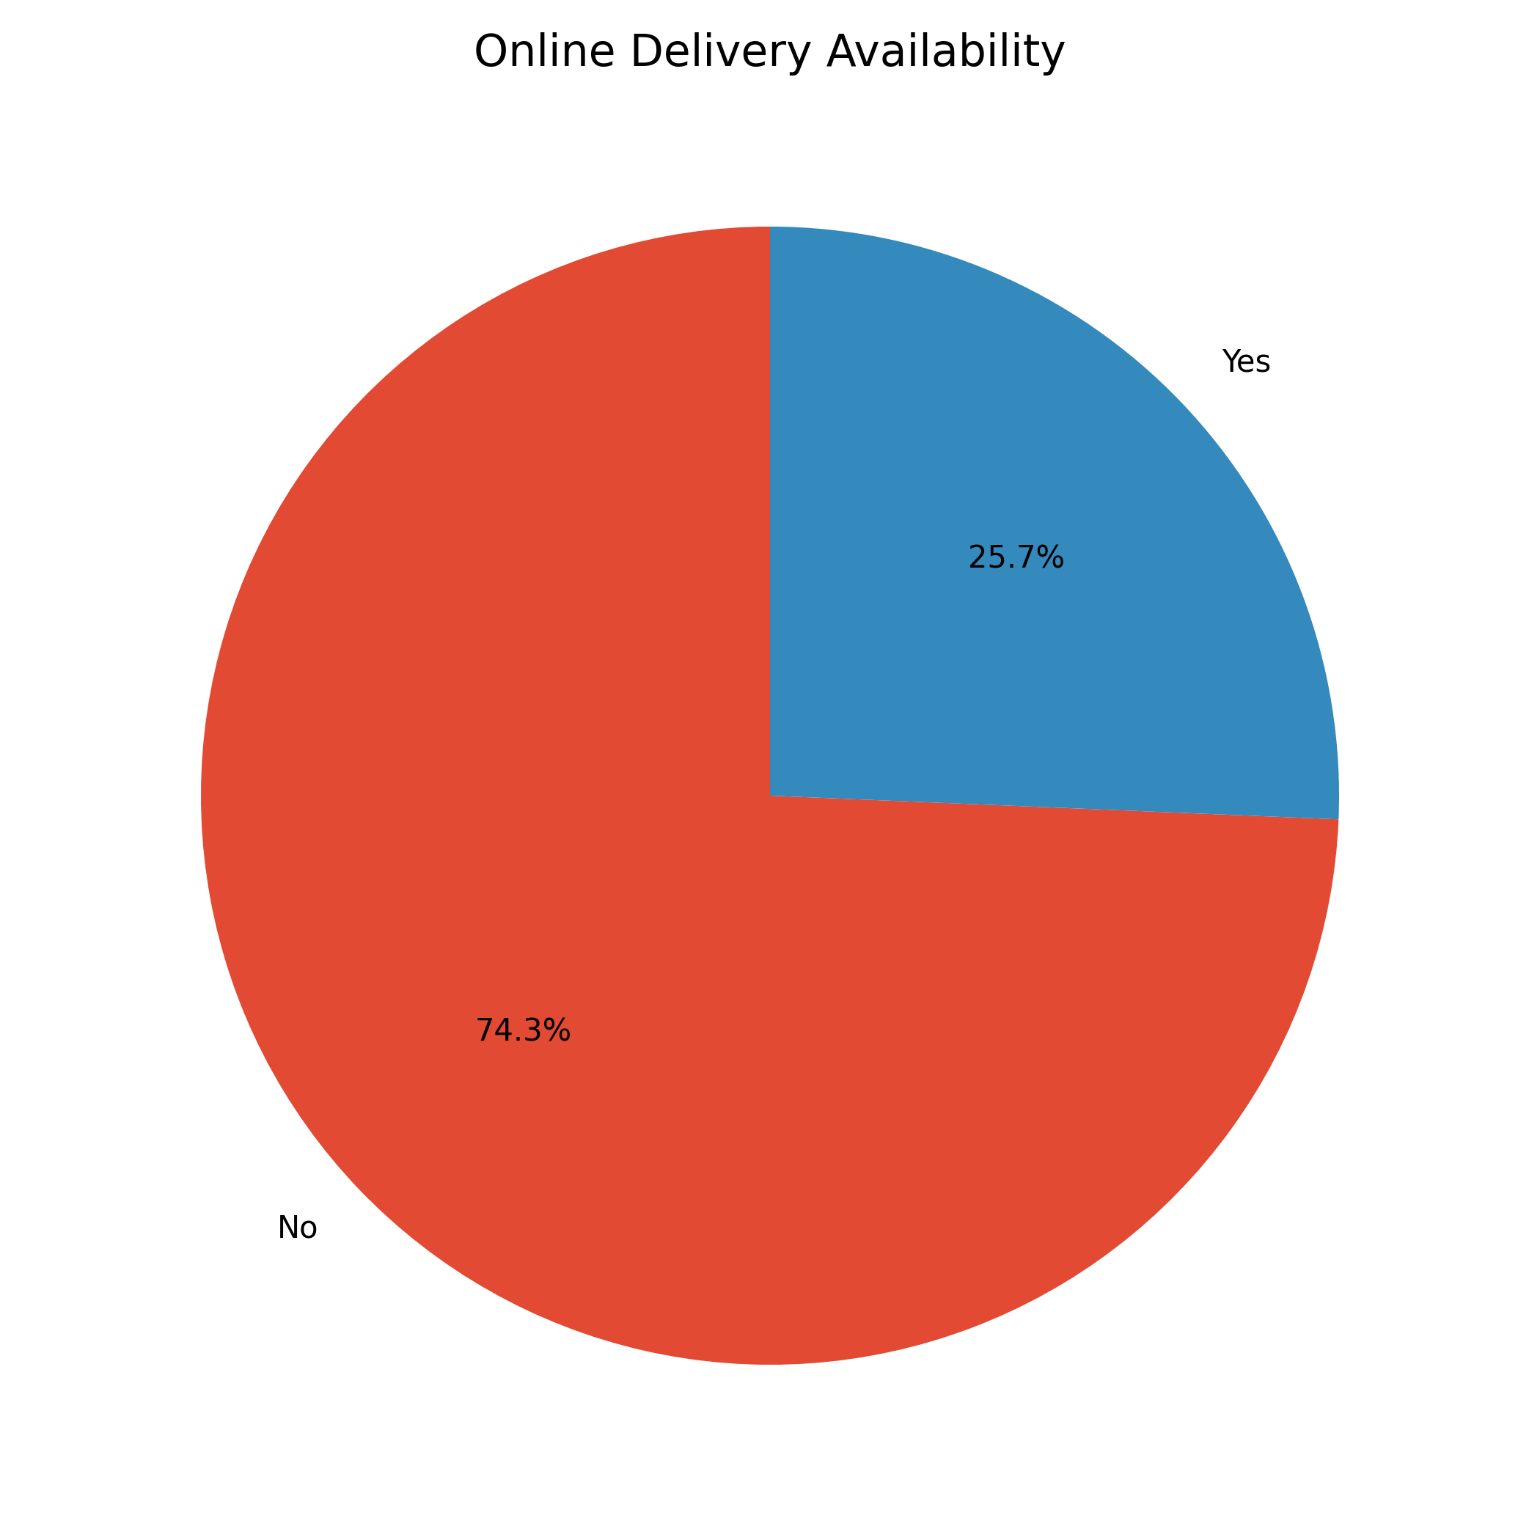 Online Delivery Availability
Yes
25.7%
74.3%
No